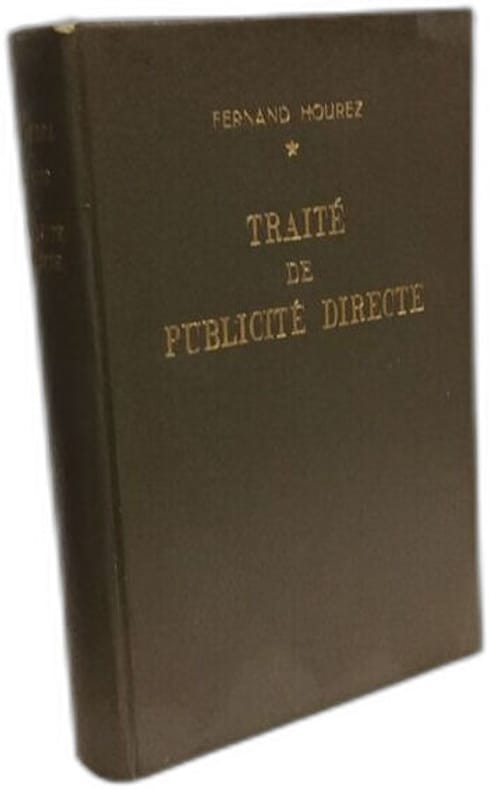 FERNAND HOUREZ
TRAITÉ
DE
PUBLICITÉ DIRECTE